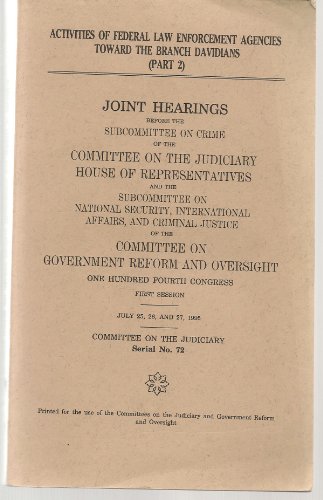 ACTIVITIES OF FEDERAL LAW ENFORCEMENT AGENCIES
TOWARD THE BRANCH DAVIDIANS
(PART 2)
JOINT HEARINGS
BEFORE THE
SUBCOMMITTEE ON CRIME
OF THE
COMMITTEE ON THE JUDICIARY
HOUSE OF REPRESENTATIVES
AND THE
SUBCOMMITTEE ON
NATIONAL SECURITY, INTERNATIONAL
AFFAIRS, AND CRIMINAL JUSTICE
OF THE
COMMITTEE ON
GOVERNMENT REFORM AND OVERSIGHT
ONE HUNDRED FOURTH CONGRESS
FIRST SESSION
JULY 25, 26, AND 27, 1995
COMMITTEE ON THE JUDICIARY
Serial No. 72
Printed for the use of the Committees on the Judiciary and Government Reform
and Oversight